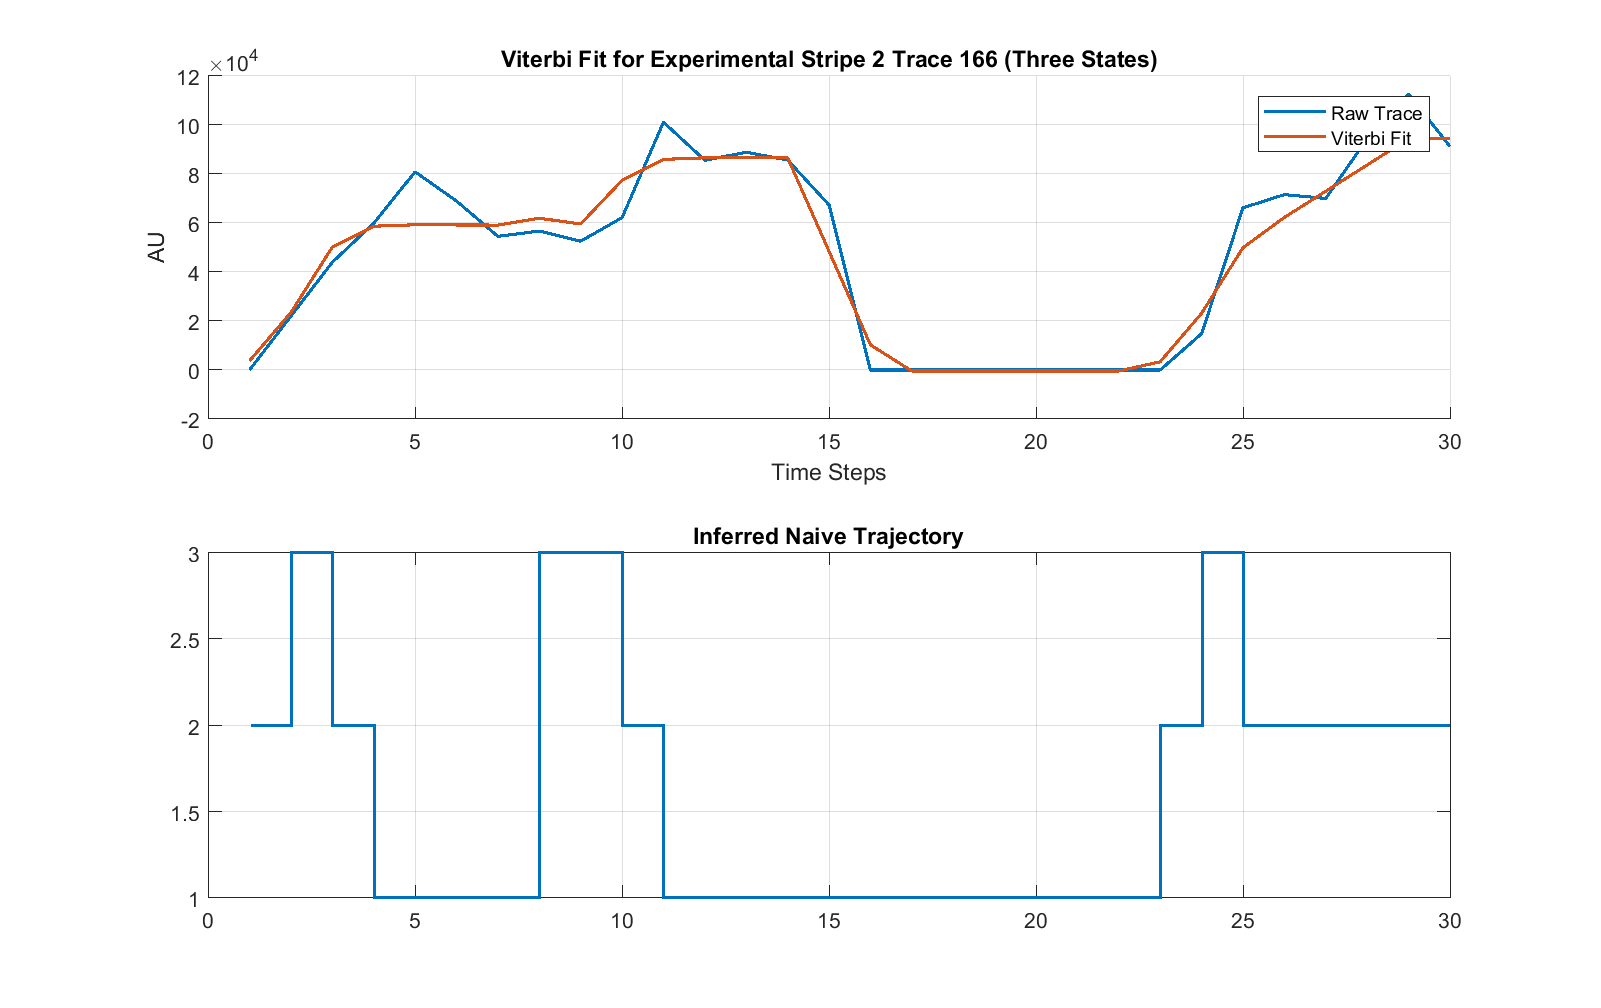 Viterbi Fit for Experimental Stripe 2 Trace 166 (Three States)
×10⁴
12
10
8
6
4
2
0
-2
AU
Raw Trace
Viterbi Fit
0 5 10 15 20 25 30
Time Steps
Inferred Naive Trajectory
3
2.5
2
1.5
1
0 5 10 15 20 25 30